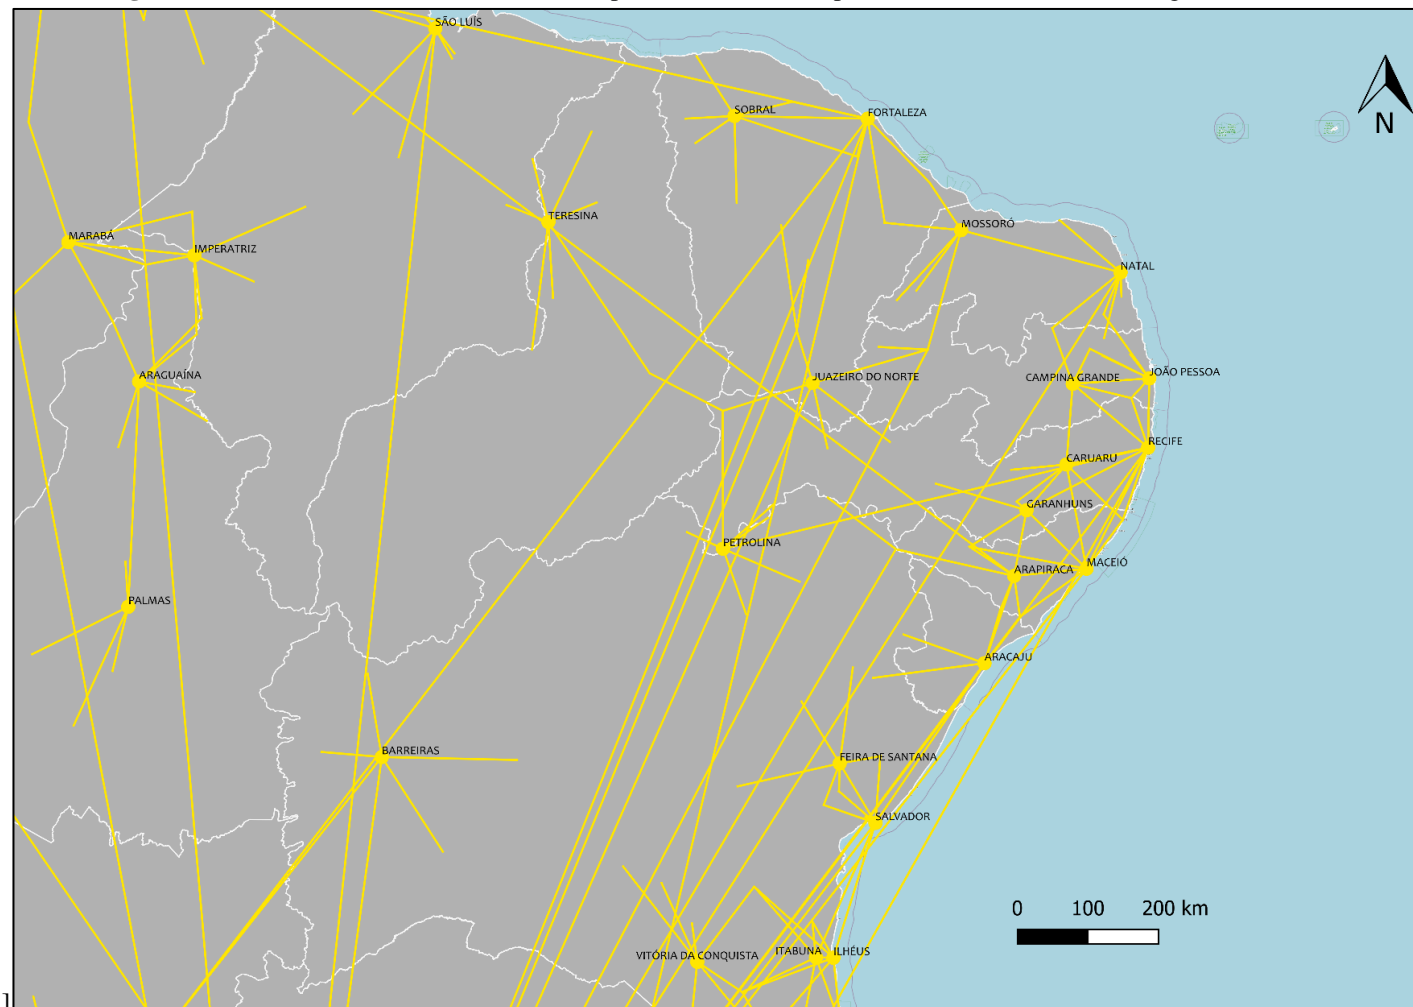 SÃO LUÍS
SOBRAL
FORTALEZA
N
TERESINA
MOSSORÓ
MARABÁ
IMPERATRIZ
NATAL
ARAGUAÍNA
JUAZEIRO DO NORTE
CAMPINA GRANDE
JOÃO PESSOA
RECIFE
CARUARU
GARANHUNS
PETROLINA
ARAPIRACA
MACEIÓ
PALMAS
ARACAJU
BARREIRAS
FEIRA DE SANTANA
SALVADOR
0 100 200 km
VITÓRIA DA CONQUISTA
ITABUNA
ILHÉUS